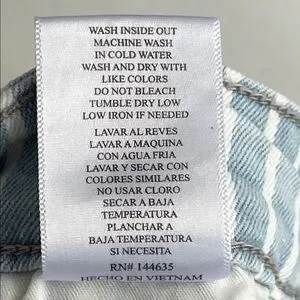 WASH INSIDE OUT
MACHINE WASH
IN COLD WATER
WASH AND DRY WITH
LIKE COLORS
DO NOT BLEACH
TUMBLE DRY LOW
LOW IRON IF NEEDED
LAVAR AL REVES
LAVAR A MAQUINA
CON AGUA FRIA
LAVAR Y SECAR CON
COLORES SIMILARES
NO USAR CLORO
SECAR A BAJA
TEMPERATURA
PLANCHAR A
BAJA TEMPERATURA
SI NECESITA
RN# 144635
HECHO EN VIETNAM